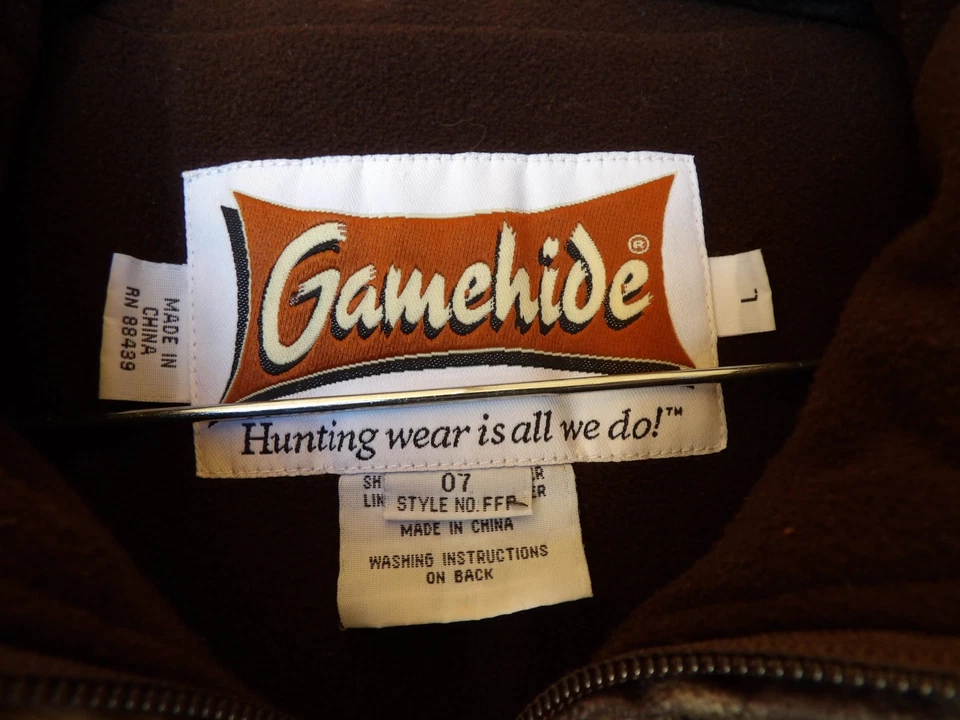 Gamehide®
Hunting wear is all we do!™
MADE IN
CHINA
RN 88439
L
07
STYLE NO. FFP
MADE IN CHINA
WASHING INSTRUCTIONS
ON BACK